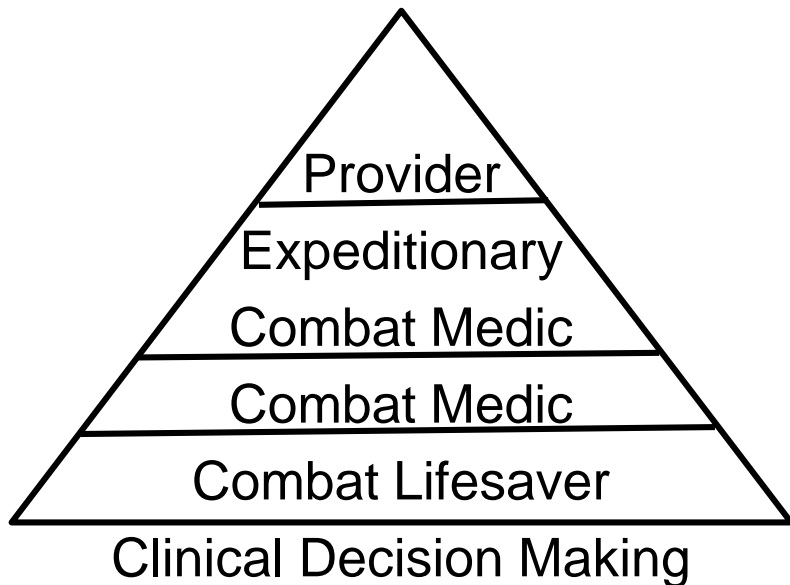 Provider
Expeditionary
Combat Medic
Combat Medic
Combat Lifesaver
Clinical Decision Making